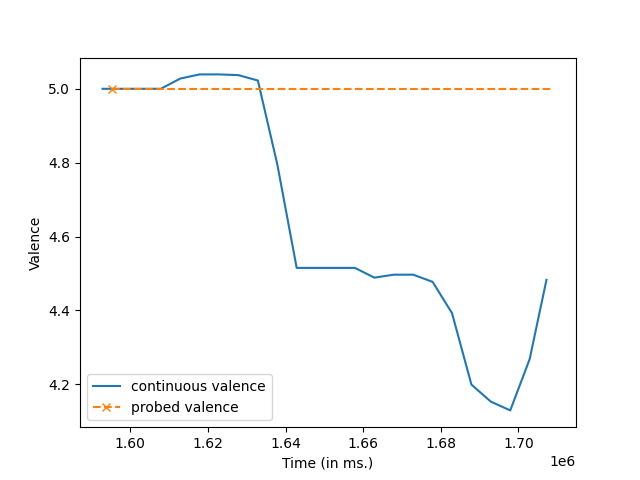 5.0
4.8
4.6
4.4
4.2
Valence
continuous valence
probed valence
1.60 1.62 1.64 1.66 1.68 1.70
1e6
Time (in ms.)